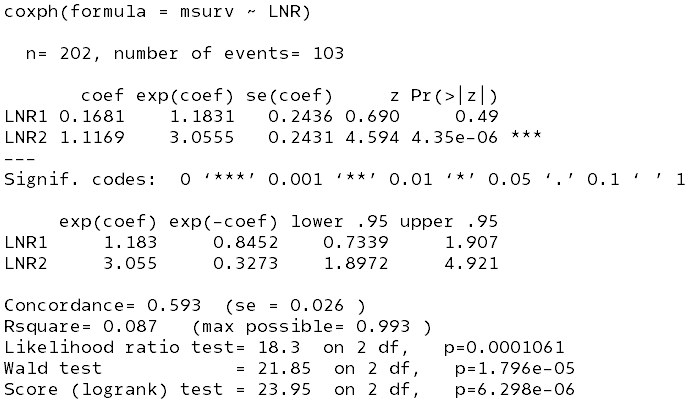 coxph(formula = msurv ~ LNR)
n= 202, number of events= 103
coef exp(coef) se(coef) z Pr(>|z|)
LNR1 0.1681 1.1831 0.2436 0.690 0.49
LNR2 1.1169 3.0555 0.2431 4.594 4.35e-06 ***
---
Signif. codes: 0 ‘***’ 0.001 ‘**’ 0.01 ‘*’ 0.05 ‘.’ 0.1 ‘ ’ 1
exp(coef) exp(-coef) lower .95 upper .95
LNR1 1.183 0.8452 0.7339 1.907
LNR2 3.055 0.3273 1.8972 4.921
Concordance= 0.593 (se = 0.026 )
Rsquare= 0.087 (max possible= 0.993 )
Likelihood ratio test= 18.3 on 2 df, p=0.0001061
Wald test = 21.85 on 2 df, p=1.796e-05
Score (logrank) test = 23.95 on 2 df, p=6.298e-06